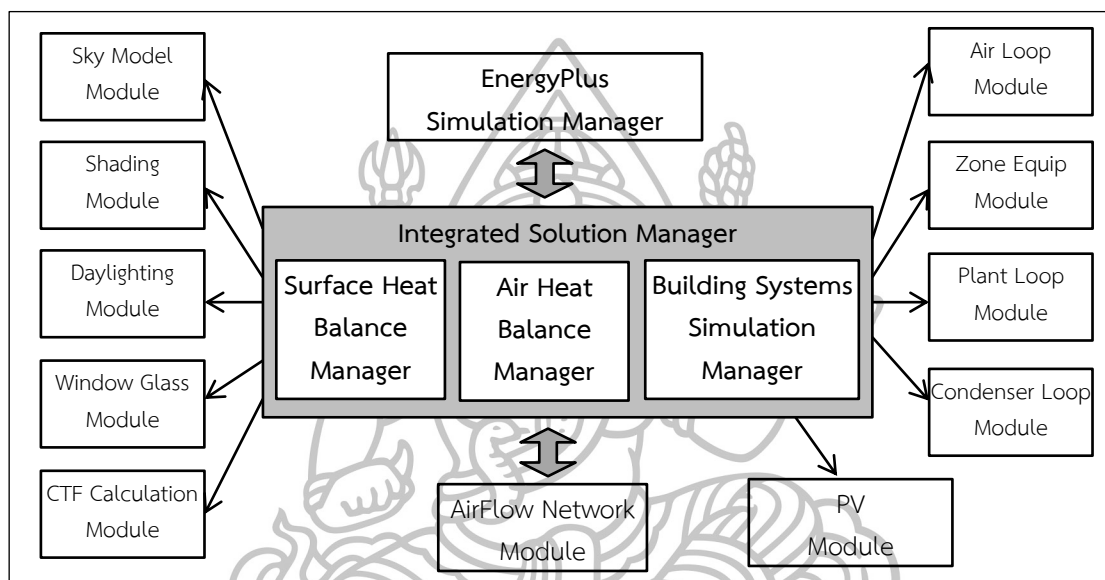 Sky Model
Module
Shading
Module
Daylighting
Module
Window Glass
Module
CTF Calculation
Module
EnergyPlus
Simulation Manager
Integrated Solution Manager
Surface Heat
Balance
Manager
Air Heat
Balance
Manager
Building Systems
Simulation
Manager
AirFlow Network
Module
PV
Module
Air Loop
Module
Zone Equip
Module
Plant Loop
Module
Condenser Loop
Module